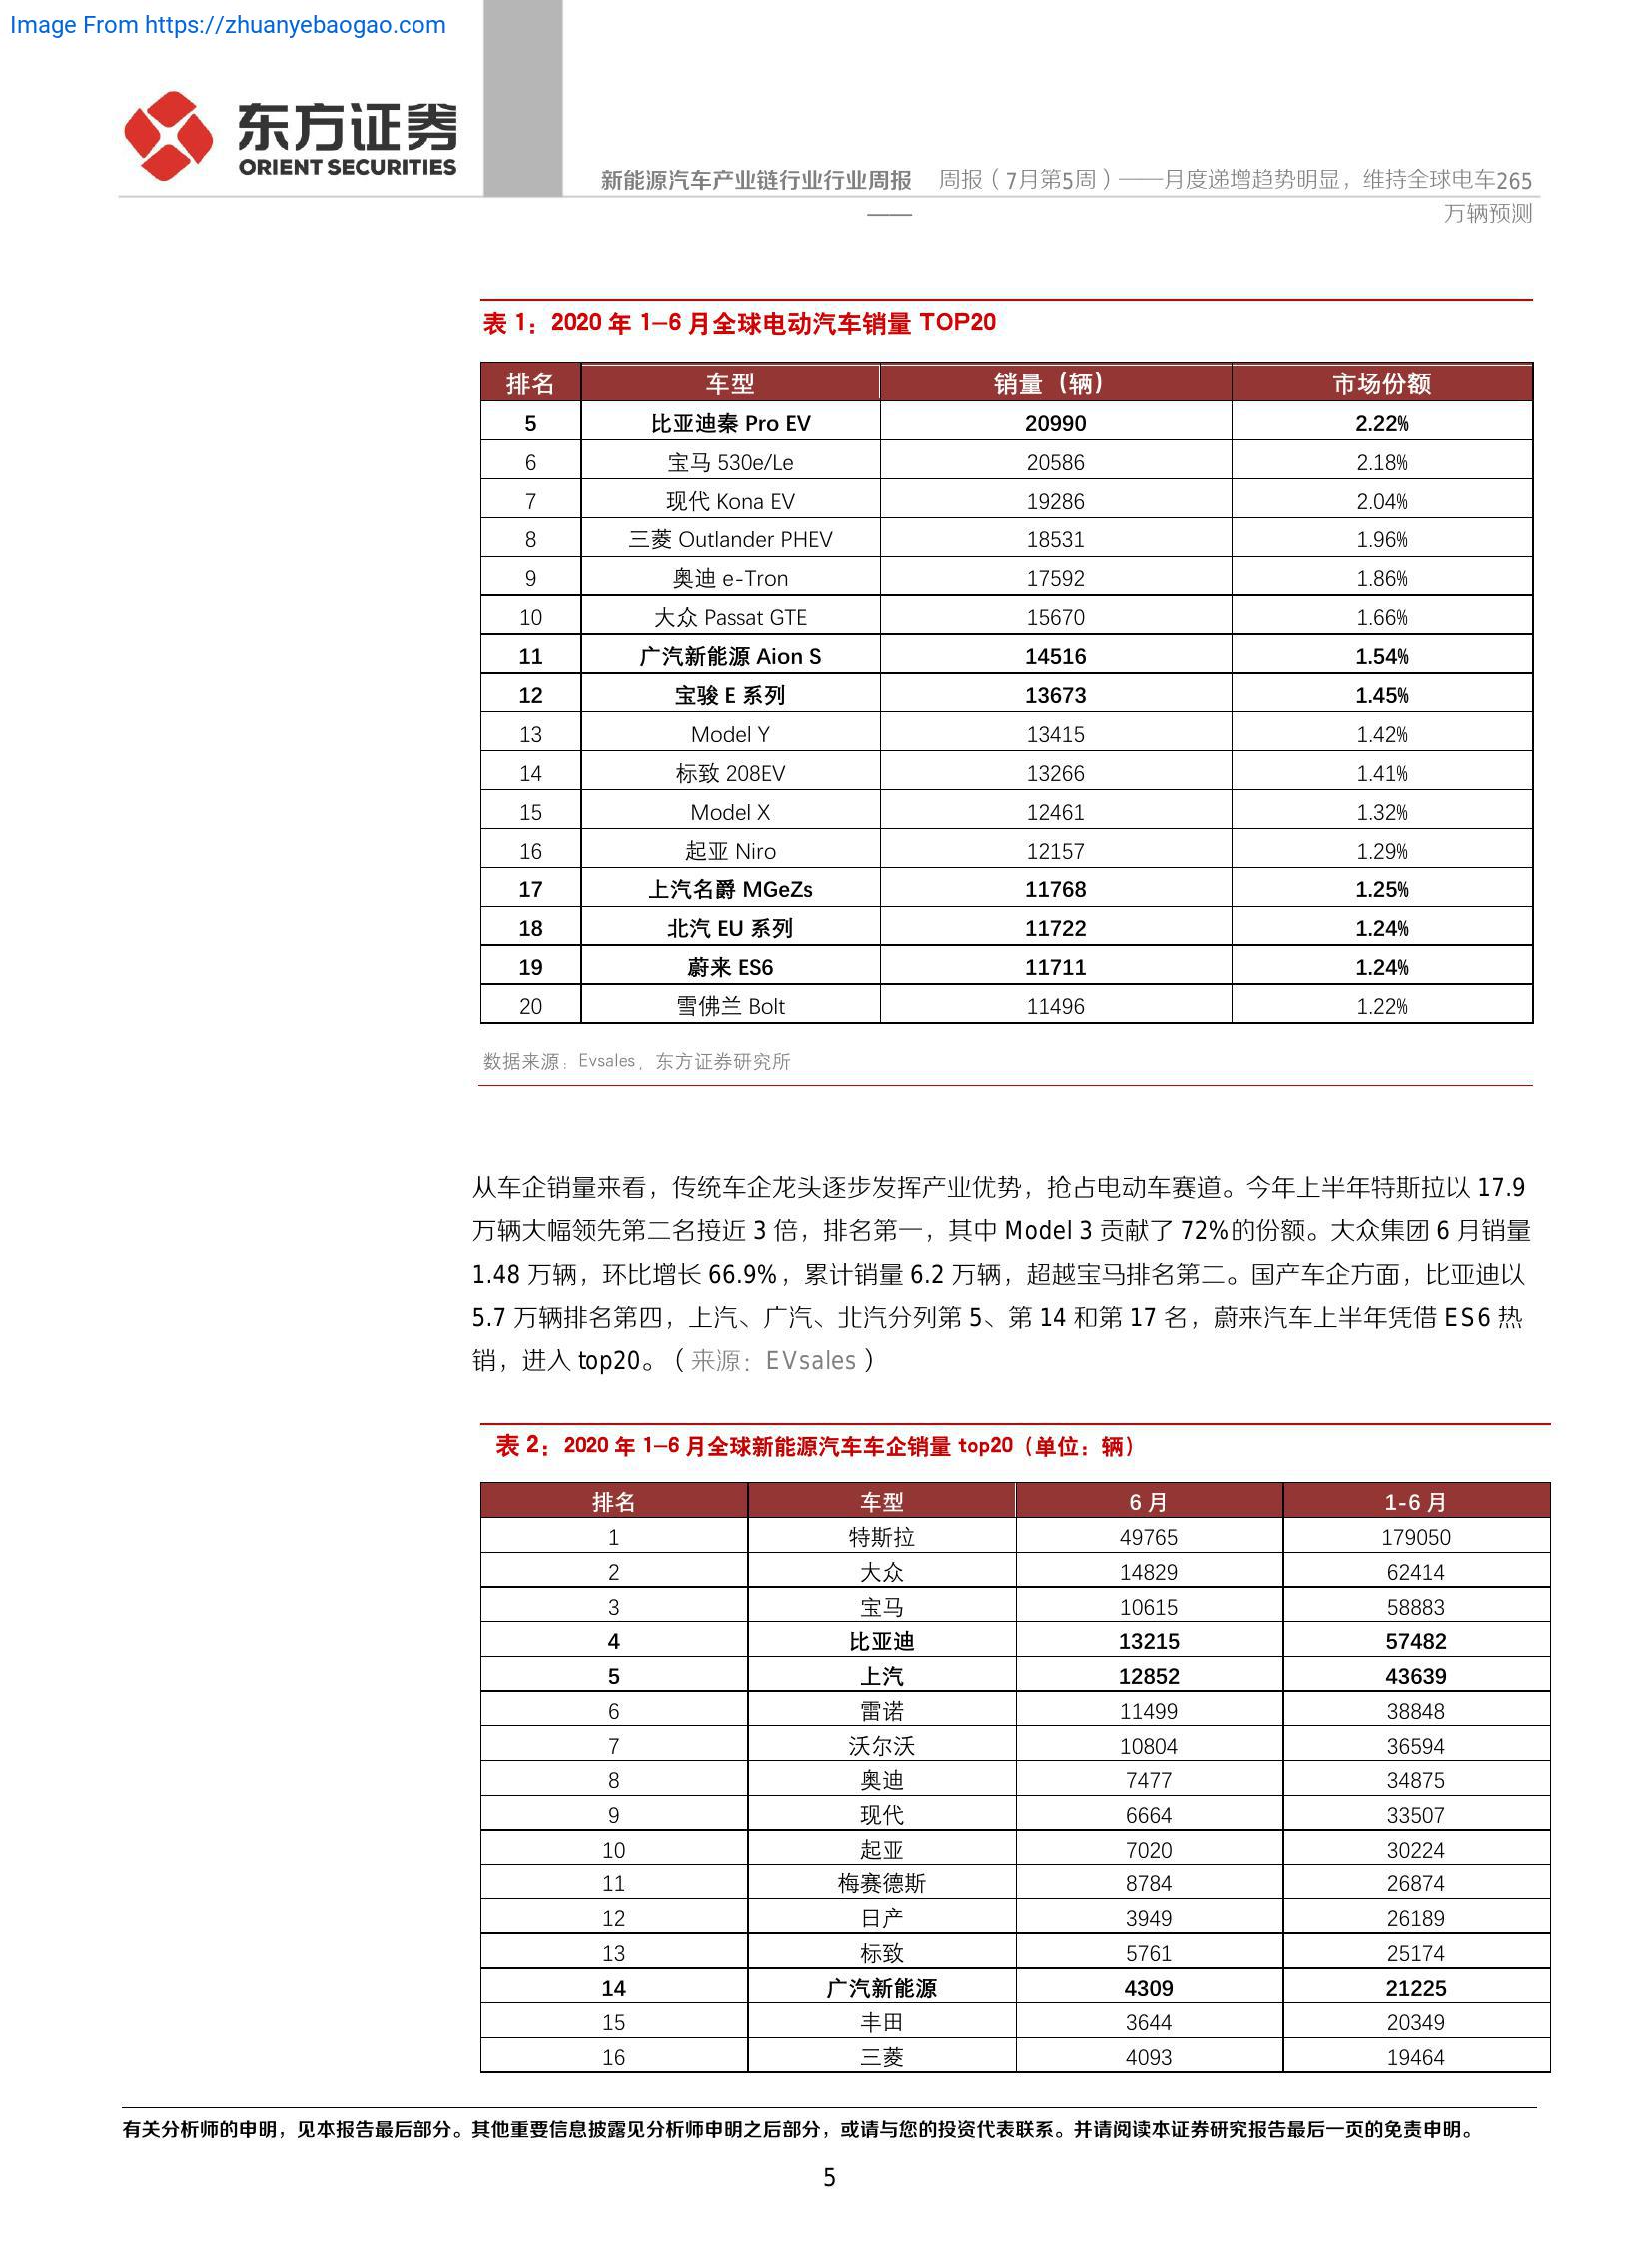 Image From https://zhuanyebaogao.com
东方证券
ORIENT SECURITIES
新能源汽车产业链行业行业周报 周报（7月第5周）——月度递增趋势明显，维持全球电车265
—— 万辆预测
表 1：2020 年 1–6 月全球电动汽车销量 TOP20
排名 车型 销量（辆） 市场份额
5 比亚迪秦 Pro EV 20990 2.22%
6 宝马 530e/Le 20586 2.18%
7 现代 Kona EV 19286 2.04%
8 三菱 Outlander PHEV 18531 1.96%
9 奥迪 e-Tron 17592 1.86%
10 大众 Passat GTE 15670 1.66%
11 广汽新能源 Aion S 14516 1.54%
12 宝骏 E 系列 13673 1.45%
13 Model Y 13415 1.42%
14 标致 208EV 13266 1.41%
15 Model X 12461 1.32%
16 起亚 Niro 12157 1.29%
17 上汽名爵 MGeZs 11768 1.25%
18 北汽 EU 系列 11722 1.24%
19 蔚来 ES6 11711 1.24%
20 雪佛兰 Bolt 11496 1.22%
数据来源：Evsales，东方证券研究所
从车企销量来看，传统车企龙头逐步发挥产业优势，抢占电动车赛道。今年上半年特斯拉以 17.9
万辆大幅领先第二名接近 3 倍，排名第一，其中 Model 3 贡献了 72%的份额。大众集团 6 月销量
1.48 万辆，环比增长 66.9%，累计销量 6.2 万辆，超越宝马排名第二。国产车企方面，比亚迪以
5.7 万辆排名第四，上汽、广汽、北汽分列第 5、第 14 和第 17 名，蔚来汽车上半年凭借 ES6 热
销，进入 top20。（来源：EVsales）
表 2：2020 年 1–6 月全球新能源汽车车企销量 top20（单位：辆）
排名 车型 6 月 1-6 月
1 特斯拉 49765 179050
2 大众 14829 62414
3 宝马 10615 58883
4 比亚迪 13215 57482
5 上汽 12852 43639
6 雷诺 11499 38848
7 沃尔沃 10804 36594
8 奥迪 7477 34875
9 现代 6664 33507
10 起亚 7020 30224
11 梅赛德斯 8784 26874
12 日产 3949 26189
13 标致 5761 25174
14 广汽新能源 4309 21225
15 丰田 3644 20349
16 三菱 4093 19464
有关分析师的申明，见本报告最后部分。其他重要信息披露见分析师申明之后部分，或请与您的投资代表联系。并请阅读本证券研究报告最后一页的免责申明。
5